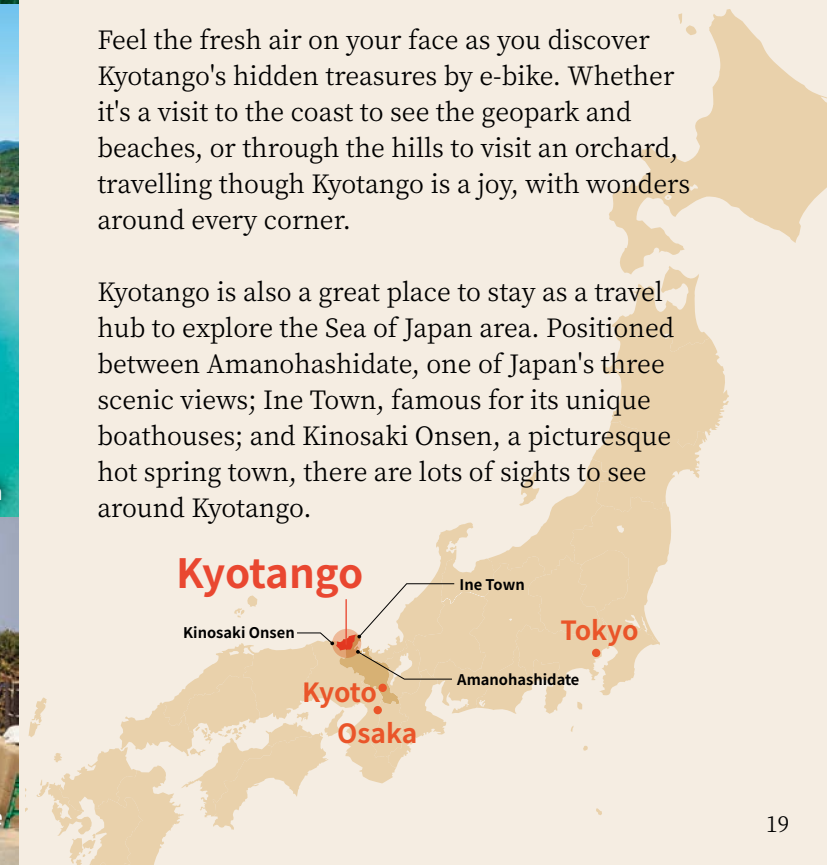 Feel the fresh air on your face as you discover
Kyotango's hidden treasures by e-bike. Whether
it's a visit to the coast to see the geopark and
beaches, or through the hills to visit an orchard,
travelling though Kyotango is a joy, with wonders
around every corner.
Kyotango is also a great place to stay as a travel
hub to explore the Sea of Japan area. Positioned
between Amanohashidate, one of Japan's three
scenic views; Ine Town, famous for its unique
boathouses; and Kinosaki Onsen, a picturesque
hot spring town, there are lots of sights to see
around Kyotango.
Kyotango
Ine Town
Kinosaki Onsen
Tokyo
Amanohashidate
Kyoto
Osaka
19